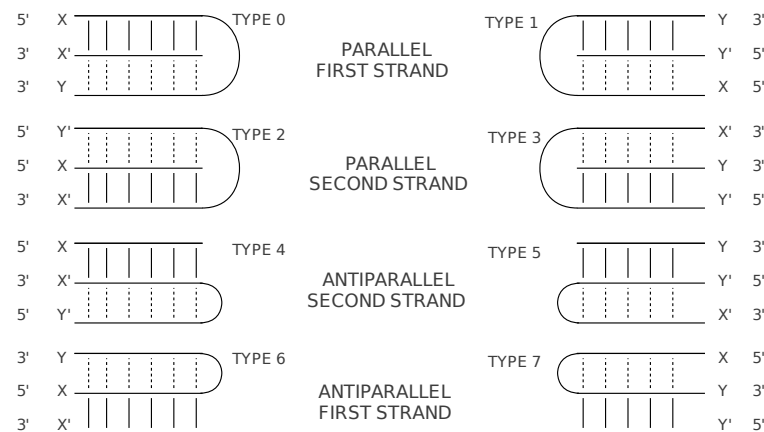 5' X TYPE 0 TYPE 1 Y 3'
3' X' PARALLEL Y' 5'
FIRST STRAND
3' Y X 5'
5' Y' TYPE 2 TYPE 3 X' 3'
5' X PARALLEL Y 3'
SECOND STRAND
3' X' Y' 5'
5' X TYPE 4 TYPE 5 Y 3'
3' X' ANTIPARALLEL Y' 5'
SECOND STRAND
5' Y' X' 3'
3' Y TYPE 6 TYPE 7 X 5'
5' X ANTIPARALLEL Y 3'
FIRST STRAND
3' X' Y' 5'